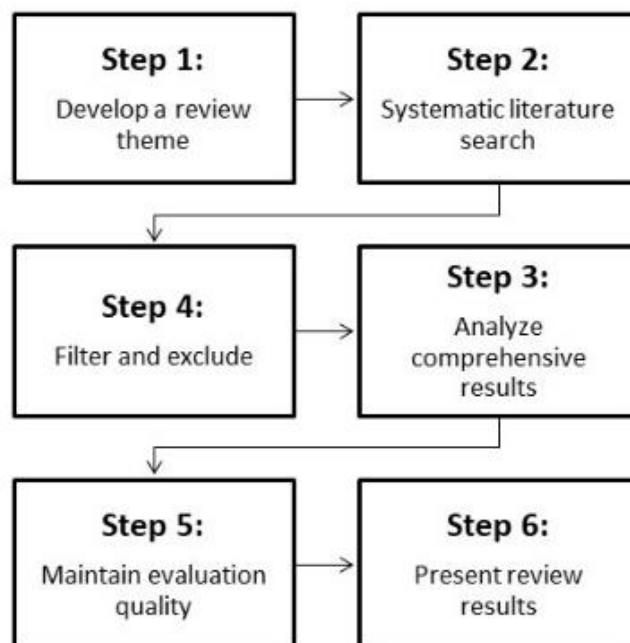 Step 1:
Develop a review
theme
Step 2:
Systematic literature
search
Step 4:
Filter and exclude
Step 3:
Analyze
comprehensive
results
Step 5:
Maintain evaluation
quality
Step 6:
Present review
results